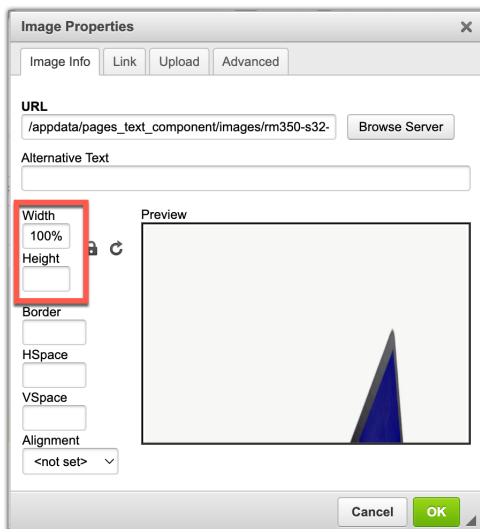 Image Properties
Image Info Link Upload Advanced
URL
/appdata/pages_text_component/images/rm350-s32- Browse Server
Alternative Text
Width
100%
Height
Preview
Border
HSpace
VSpace
Alignment
<not set>
Cancel OK